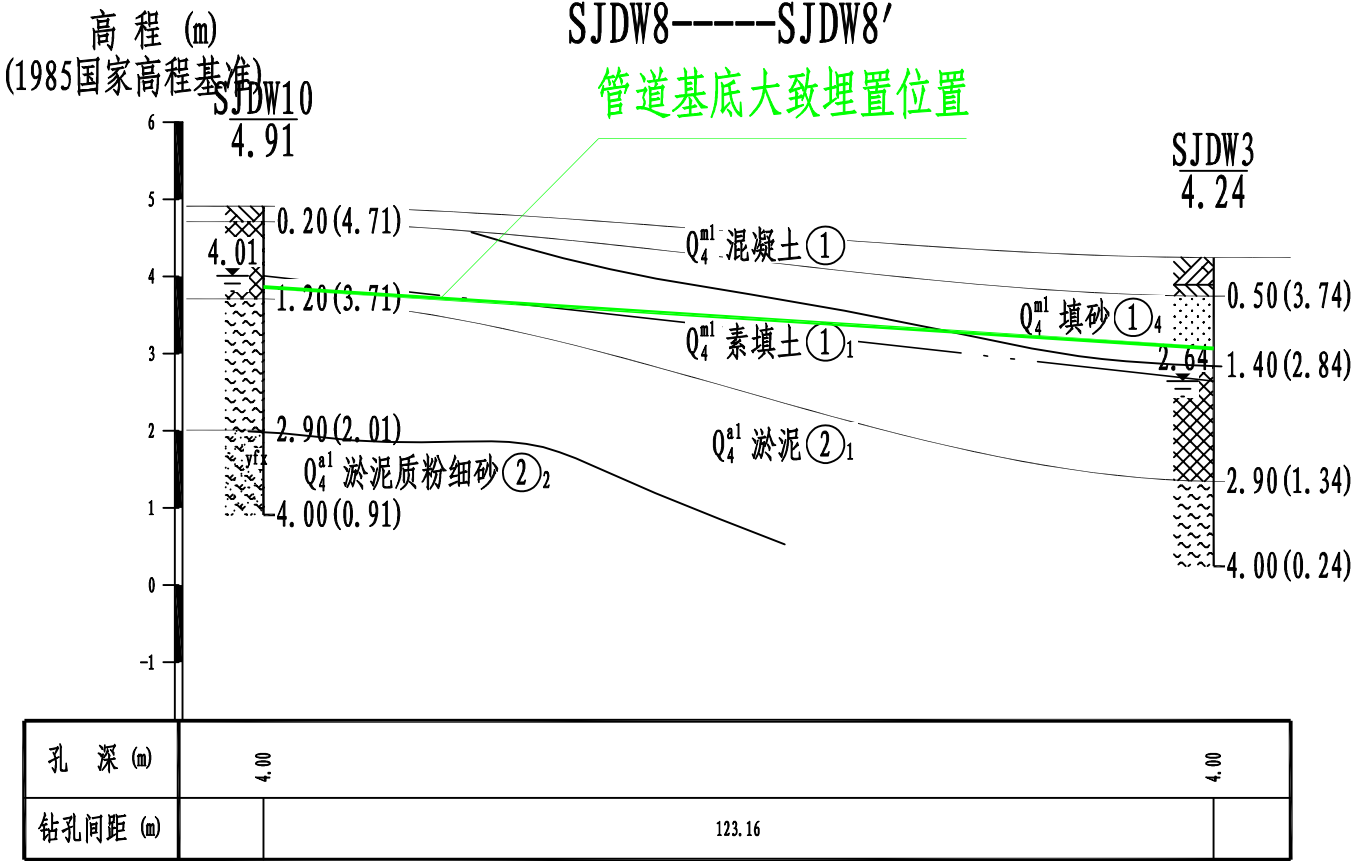 SJDW8-----SJDW8′
高 程 (m)
(1985国家高程基准)
管道基底大致埋置位置
SJDW10
4.91
SJDW3
4.24
6
5
4
3
2
1
0
-1
0.20(4.71)
4.01
1.20(3.71)
2.90(2.01)
yfx
4.00(0.91)
Q₄ᵐˡ 混凝土①
Q₄ᵐˡ 素填土①₁
Q₄ᵐˡ 填砂①₄
Q₄ᵃˡ 淤泥②₁
Q₄ᵃˡ 淤泥质粉细砂②₂
0.50(3.74)
2.64
1.40(2.84)
2.90(1.34)
4.00(0.24)
孔 深 (m)
4.00
4.00
钻孔间距 (m)
123.16